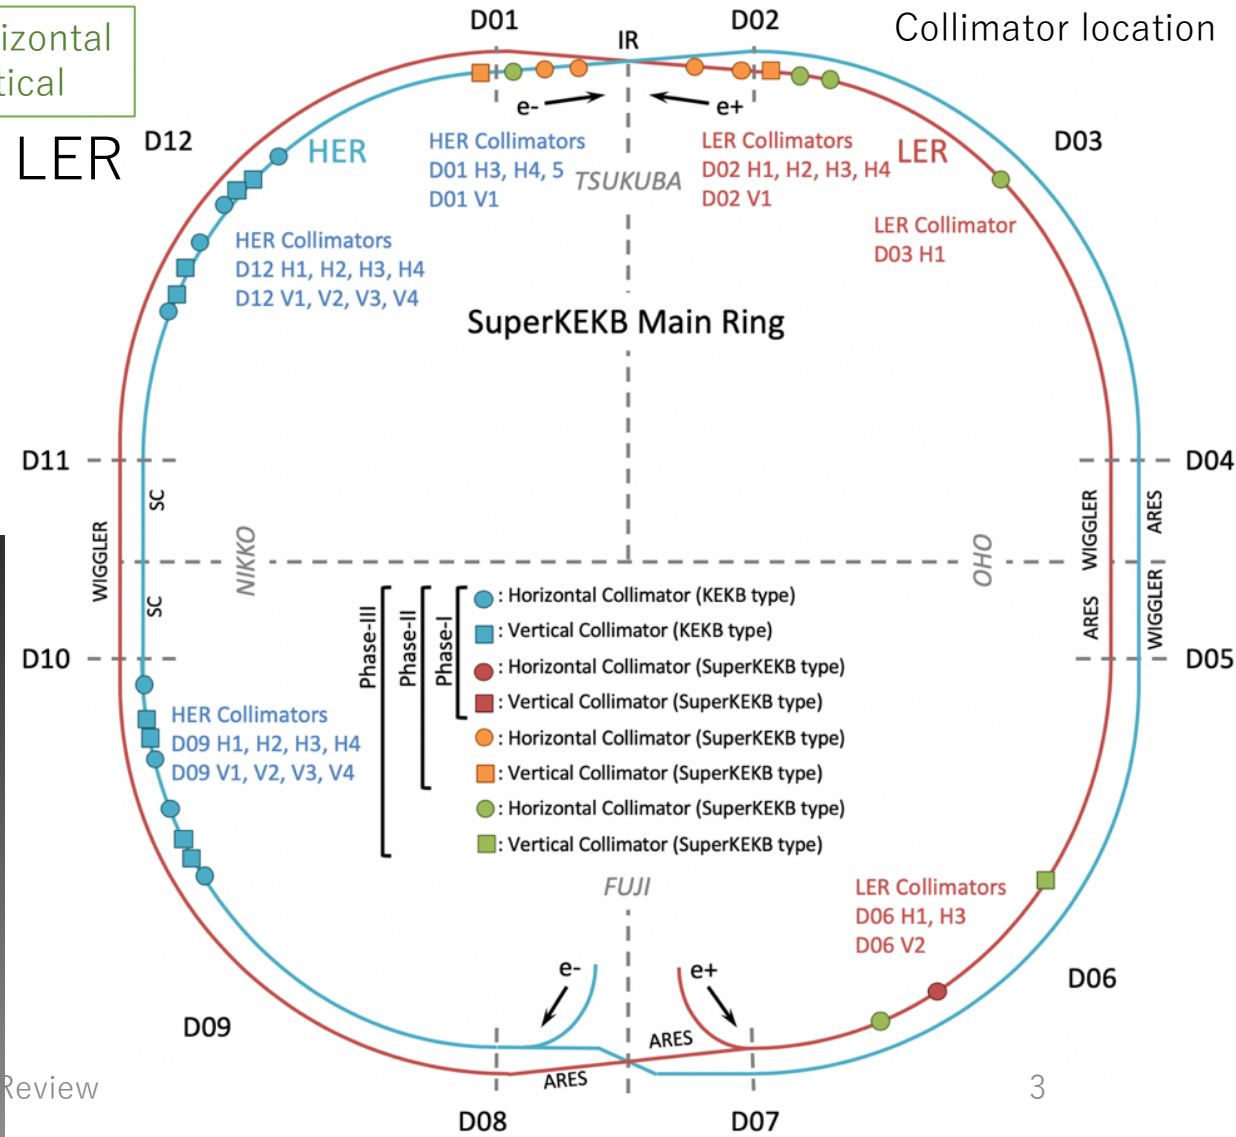 izontal
tical
LER
Collimator location
D01
D02
IR
e-
e+
D12
HER
HER Collimators
D01 H3, H4, 5
D01 V1
TSUKUBA
LER Collimators
D02 H1, H2, H3, H4
D02 V1
LER
D03
LER Collimator
D03 H1
HER Collimators
D12 H1, H2, H3, H4
D12 V1, V2, V3, V4
SuperKEKB Main Ring
D11
D04
SC
WIGGLER
ARES
WIGGLER
NIKKO
OHO
SC
ARES
WIGGLER
D10
D05
Phase-III
Phase-II
Phase-I
: Horizontal Collimator (KEKB type)
: Vertical Collimator (KEKB type)
: Horizontal Collimator (SuperKEKB type)
: Vertical Collimator (SuperKEKB type)
: Horizontal Collimator (SuperKEKB type)
: Vertical Collimator (SuperKEKB type)
: Horizontal Collimator (SuperKEKB type)
: Vertical Collimator (SuperKEKB type)
HER Collimators
D09 H1, H2, H3, H4
D09 V1, V2, V3, V4
FUJI
LER Collimators
D06 H1, H3
D06 V2
e-
e+
D06
D09
ARES
ARES
Review
3
D08
D07